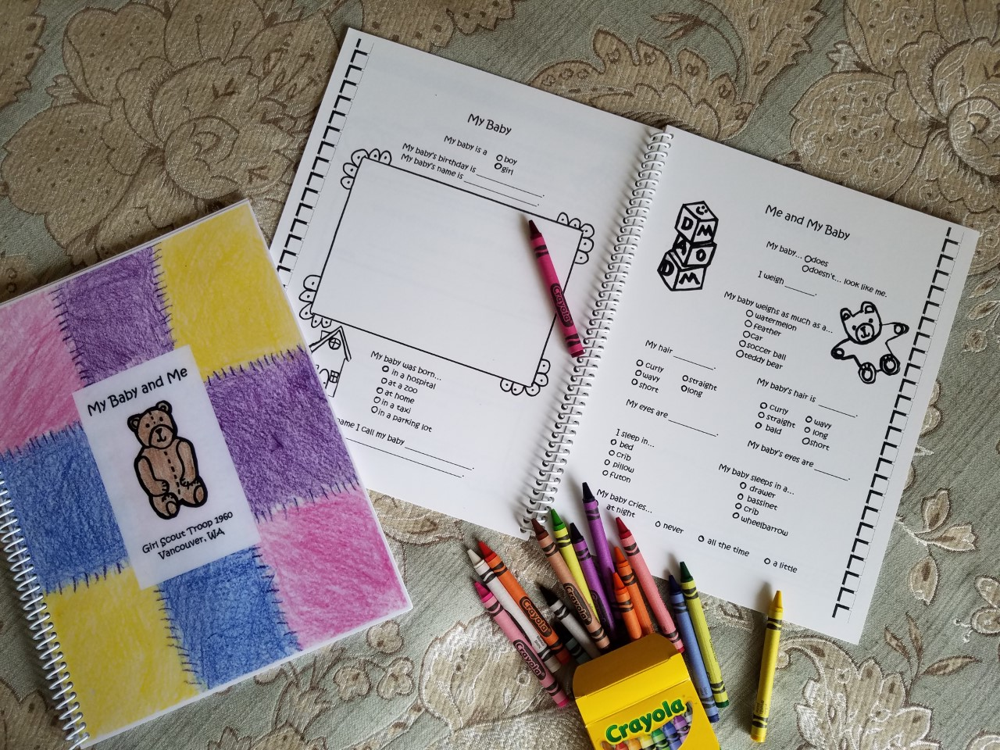 My Baby and Me
Girl Scout Troop 1960
Vancouver, WA
My Baby
My baby is a
boy
girl
My baby's birthday is ________.
My baby's name is ________.
My baby was born...
in a hospital
at a zoo
at home
in a taxi
in a parking lot
name I call my baby ________
________.
Me and My Baby
D
M
A
O
D
M
My baby... does
doesn't... look like me.
I weigh ______.
My baby weighs as much as a...
watermelon
feather
car
soccer ball
teddy bear
My hair ________.
curly
wavy
short
straight
long
My baby's hair is ________.
curly
straight
bald
wavy
long
short
My eyes are ________.
My baby's eyes are ________.
I sleep in...
bed
crib
pillow
futon
My baby sleeps in a...
drawer
bassinet
crib
wheelbarrow
My baby cries...
at night
never
all the time
a little
Crayola
Crayola
Crayola
Crayola
Crayola